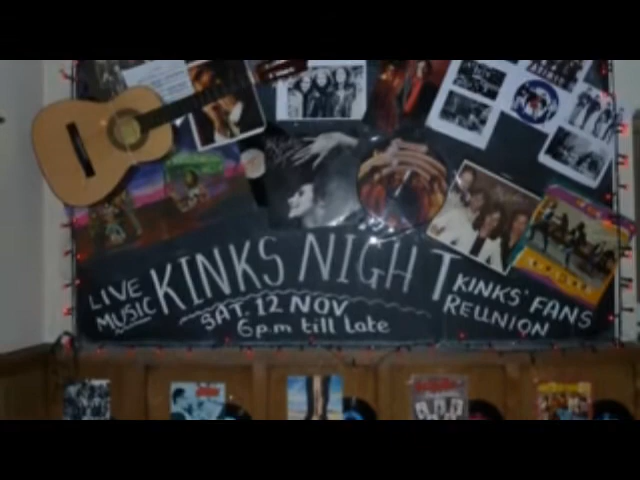 LIVE
MUSIC
KINKS NIGHT
SAT. 12 NOV
6 p.m till late
KINKS' FANS
REUNION